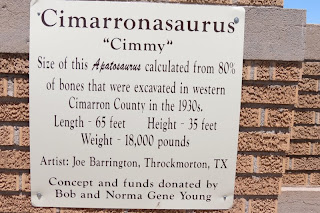 Cimarronasaurus
"Cimmy"
Size of this Apatosaurus calculated from 80%
of bones that were excavated in western
Cimarron County in the 1930s.
Length - 65 feet Height - 35 feet
Weight - 18,000 pounds
Artist: Joe Barrington, Throckmorton, TX
Concept and funds donated by
Bob and Norma Gene Young